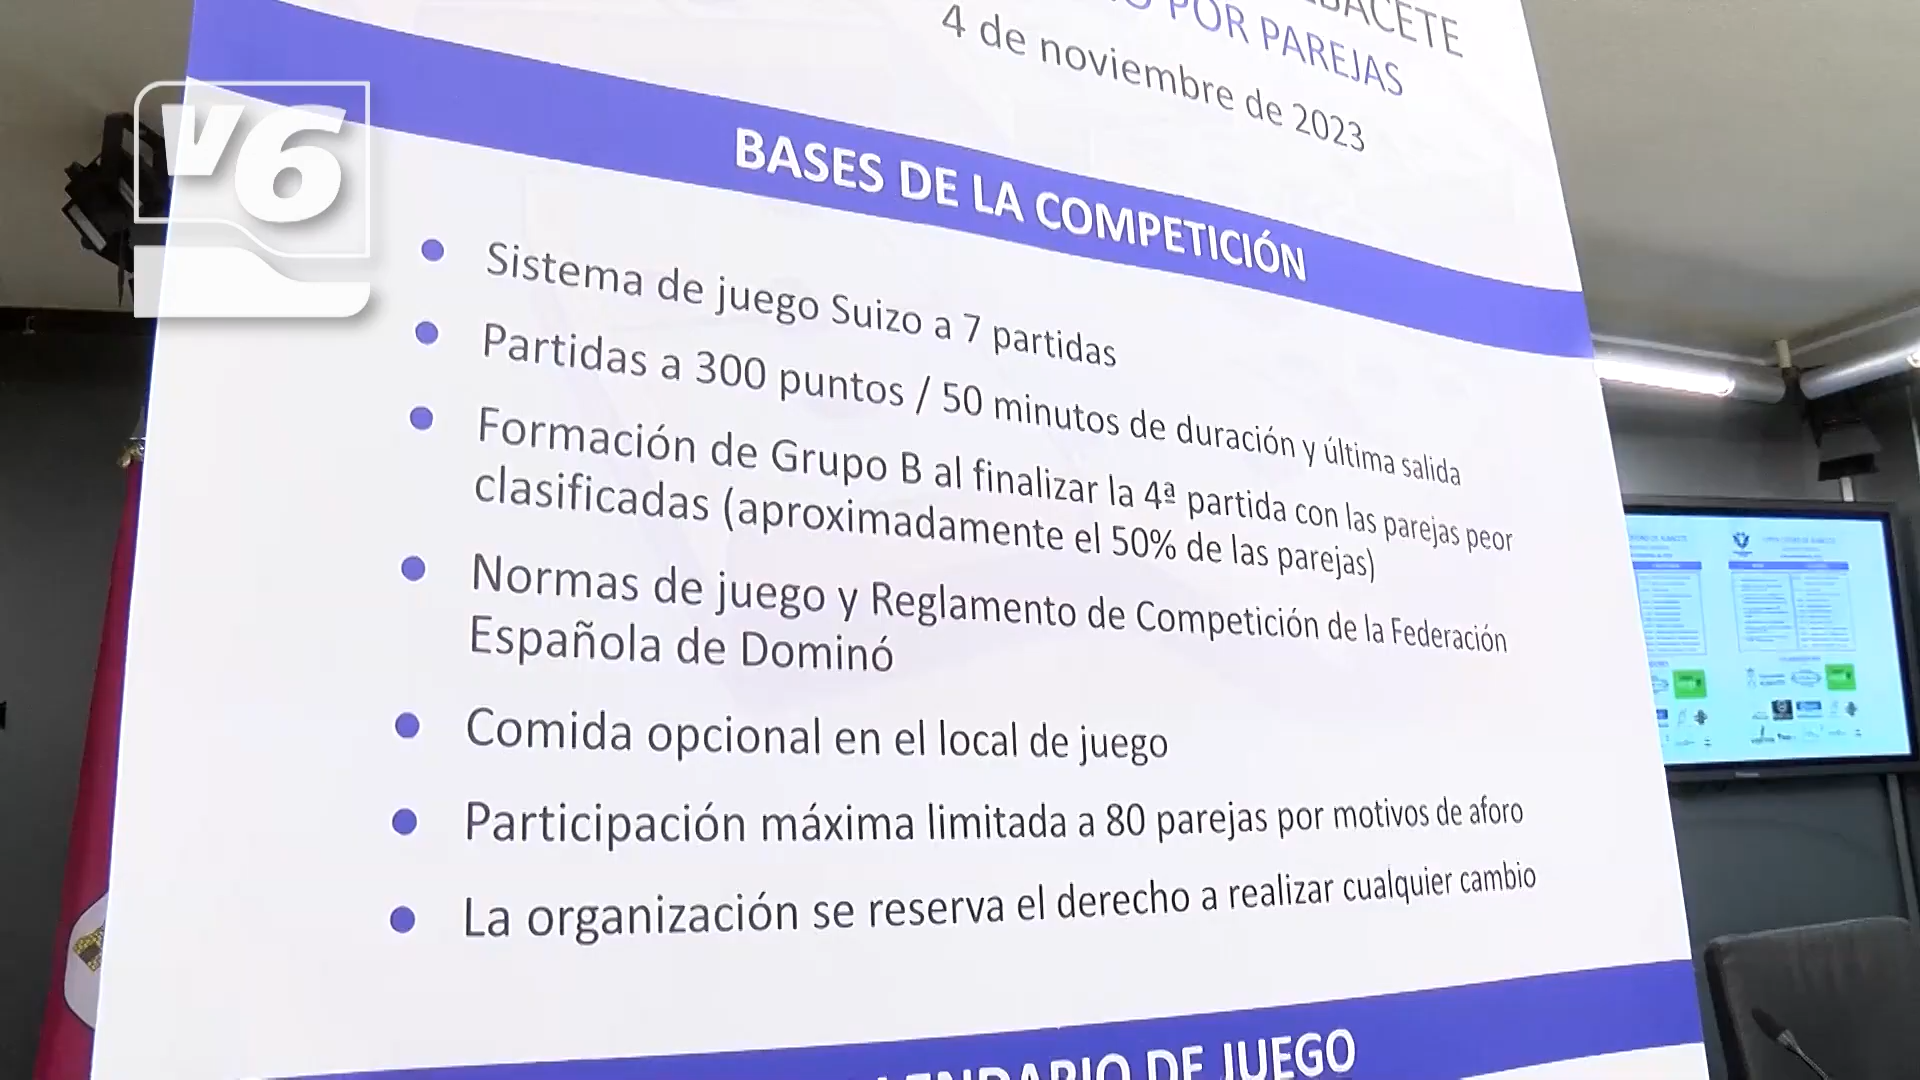 POR PAREJAS
4 de noviembre de 2023
V6
BASES DE LA COMPETICIÓN
Sistema de juego Suizo a 7 partidas
Partidas a 300 puntos / 50 minutos de duración y última salida
Formación de Grupo B al finalizar la 4ª partida con las parejas peor
clasificadas (aproximadamente el 50% de las parejas)
Normas de juego y Reglamento de Competición de la Federación
Española de Dominó
Comida opcional en el local de juego
Participación máxima limitada a 80 parejas por motivos de aforo
La organización se reserva el derecho a realizar cualquier cambio
DE JUEGO